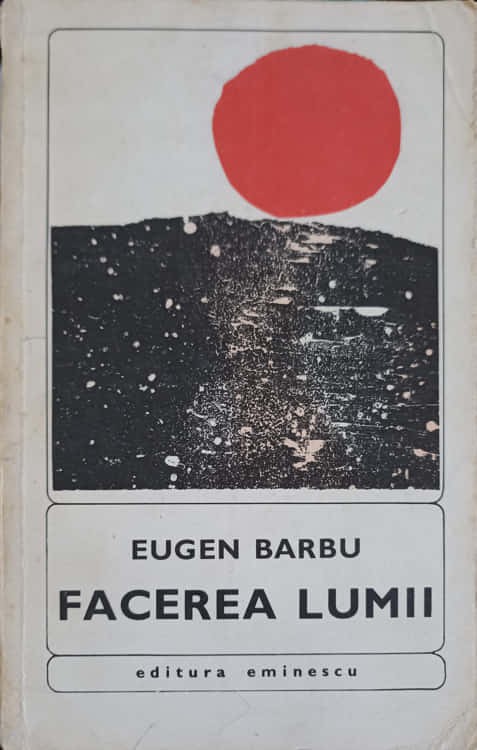 EUGEN BARBU
FACEREA LUMII
editura eminescu